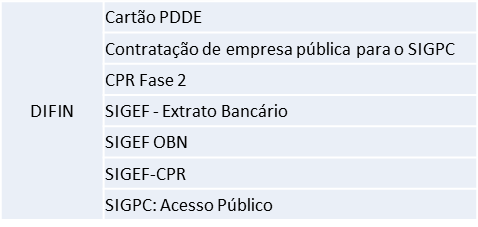 Cartão PDDE
Contratação de empresa pública para o SIGPC
CPR Fase 2
DIFIN
SIGEF - Extrato Bancário
SIGEF OBN
SIGEF-CPR
SIGPC: Acesso Público